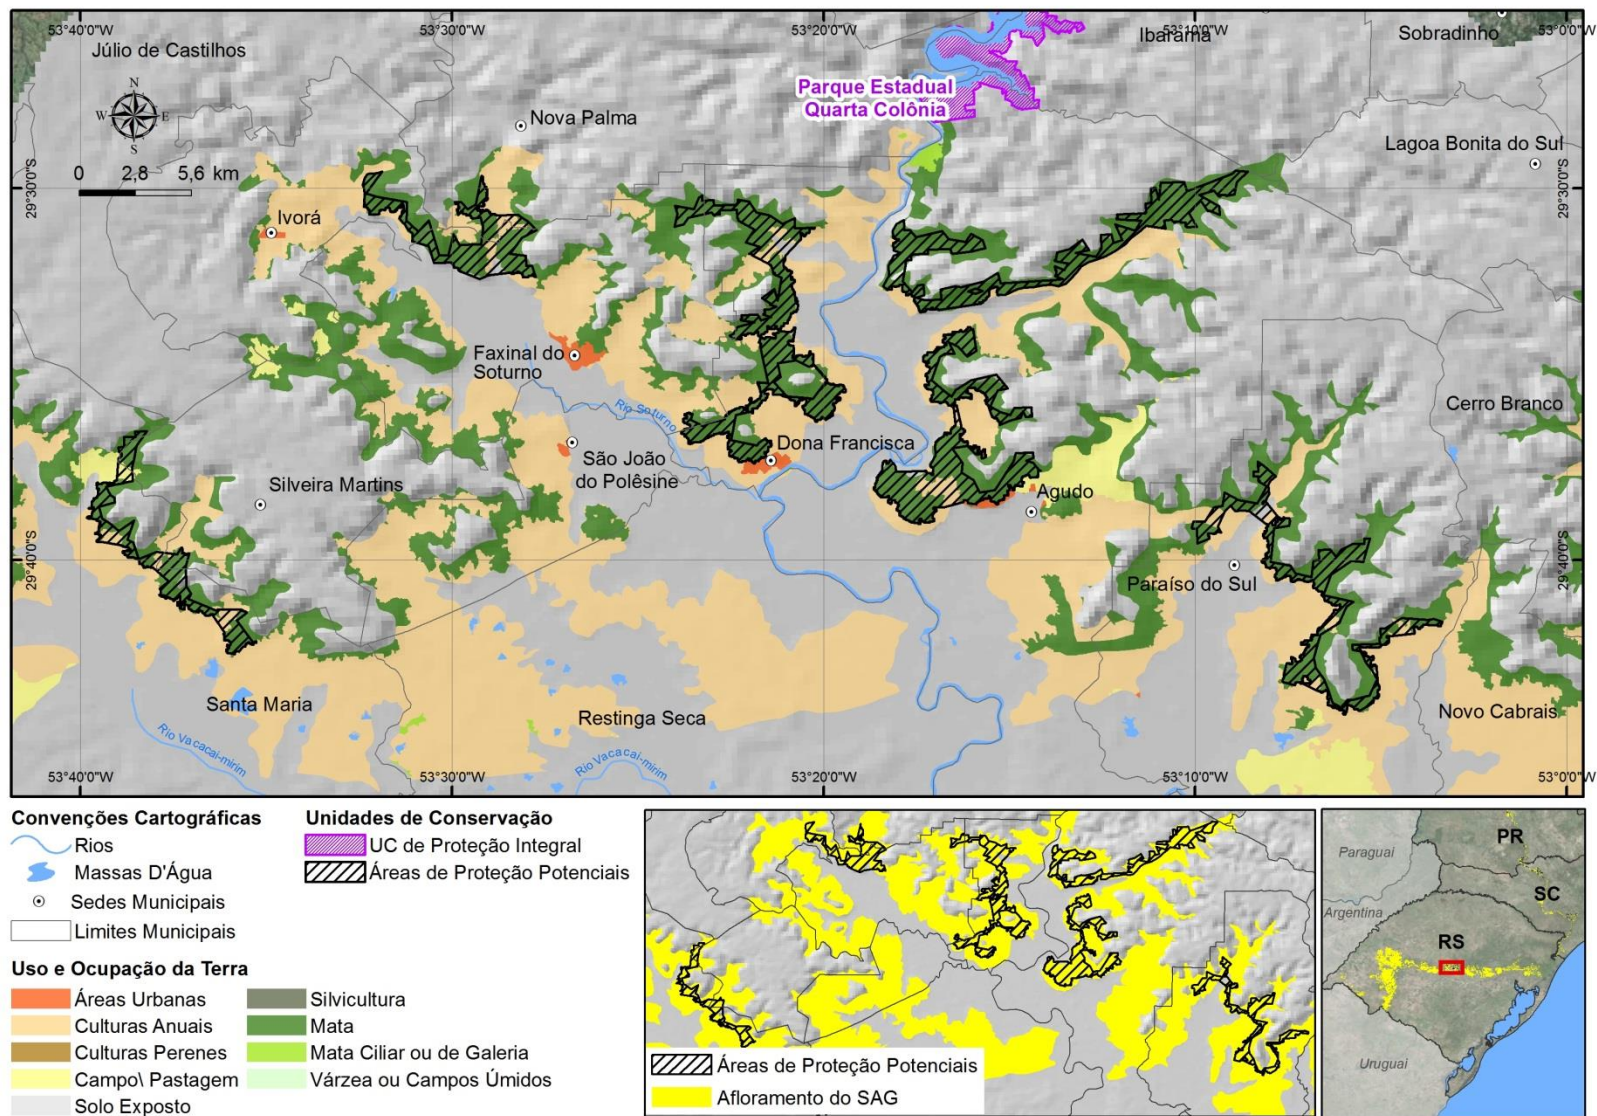 53°40'0"W
53°30'0"W
53°20'0"W
53°10'0"W
53°0'0"W
Júlio de Castilhos
Ibarama
Sobradinho
N
W
E
S
Parque Estadual
Quarta Colônia
Nova Palma
Lagoa Bonita do Sul
0 2,8 5,6 km
29°30'0"S
29°30'0"S
Ivorá
Faxinal do
Soturno
Rio Soturno
Cerro Branco
Dona Francisca
São João
do Polêsine
Silveira Martins
Agudo
29°40'0"S
29°40'0"S
Paraíso do Sul
Santa Maria
Restinga Seca
Novo Cabrais
Rio Vacacaí-mirim
Rio Vacacaí-mirim
53°40'0"W
53°30'0"W
53°20'0"W
53°10'0"W
53°0'0"W
Convenções Cartográficas
Rios
Massas D'Água
Sedes Municipais
Limites Municipais
Unidades de Conservação
UC de Proteção Integral
Áreas de Proteção Potenciais
Uso e Ocupação da Terra
Áreas Urbanas
Culturas Anuais
Culturas Perenes
Campo\ Pastagem
Solo Exposto
Silvicultura
Mata
Mata Ciliar ou de Galeria
Várzea ou Campos Úmidos
Áreas de Proteção Potenciais
Afloramento do SAG
Paraguai
PR
SC
Argentina
RS
Uruguai